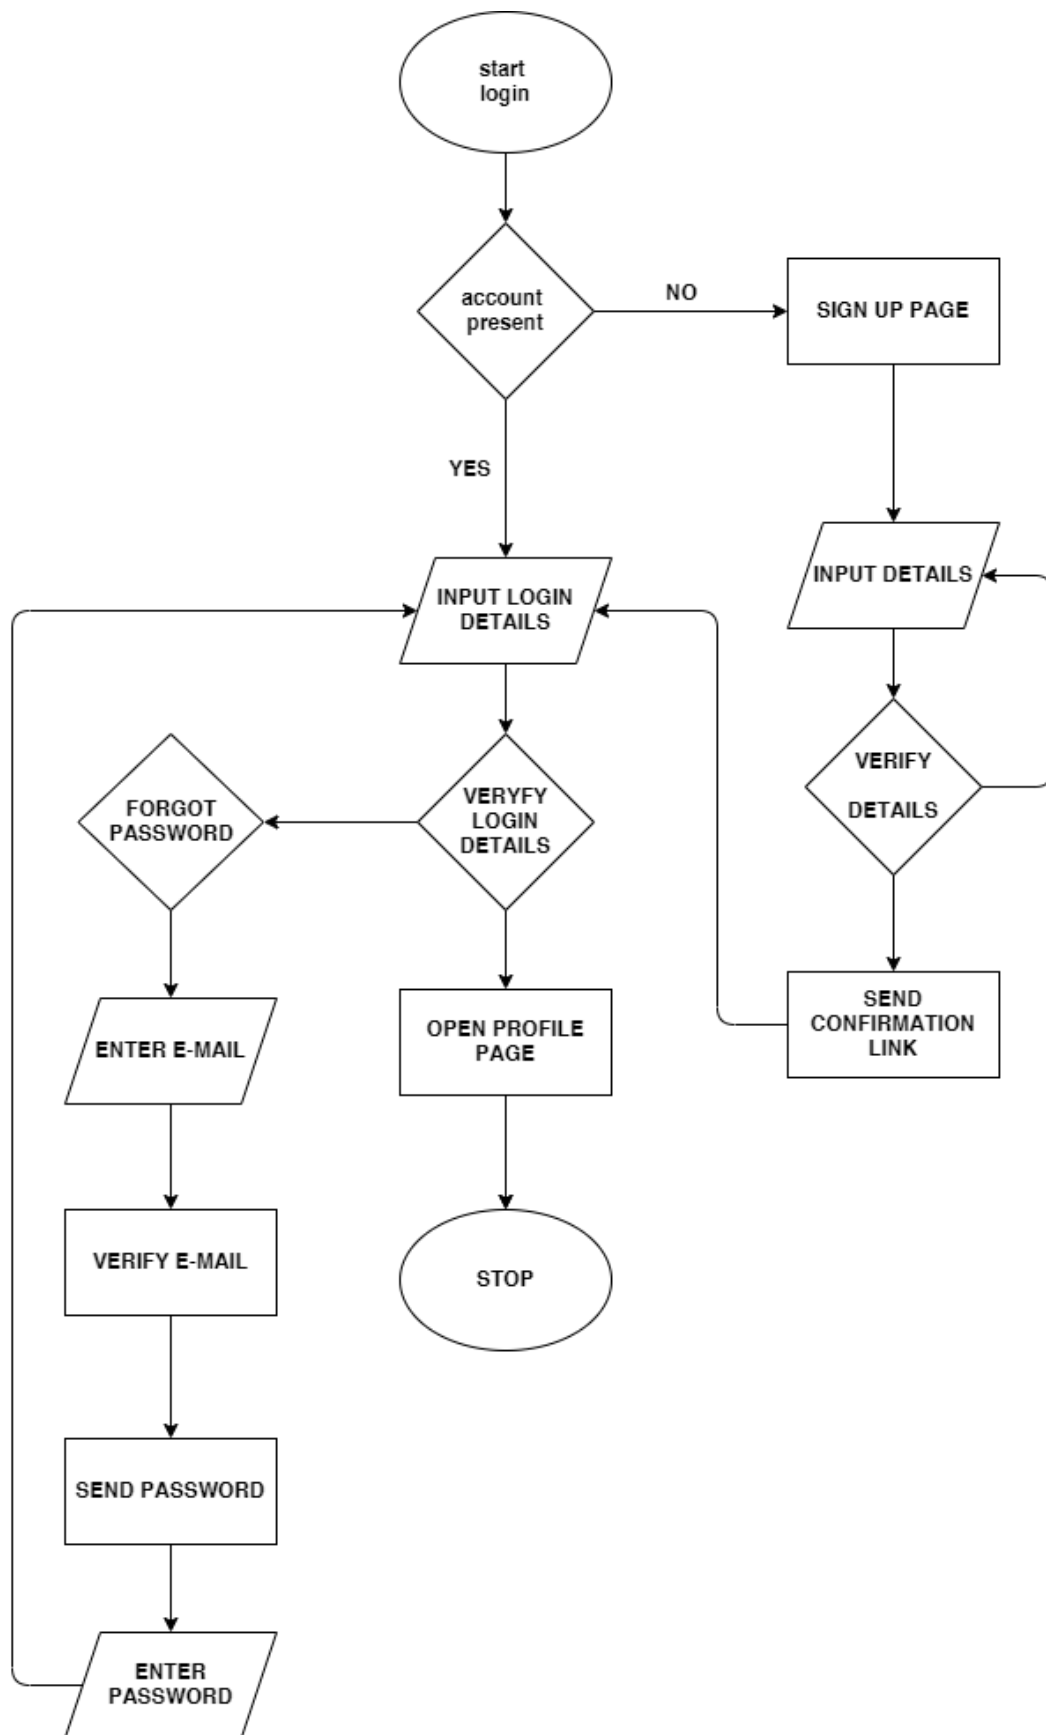 start
login
account
present
NO
SIGN UP PAGE
YES
INPUT LOGIN
DETAILS
INPUT DETAILS
VERIFY
DETAILS
FORGOT
PASSWORD
VERYFY
LOGIN
DETAILS
SEND
CONFIRMATION
LINK
ENTER E-MAIL
OPEN PROFILE
PAGE
VERIFY E-MAIL
STOP
SEND PASSWORD
ENTER
PASSWORD